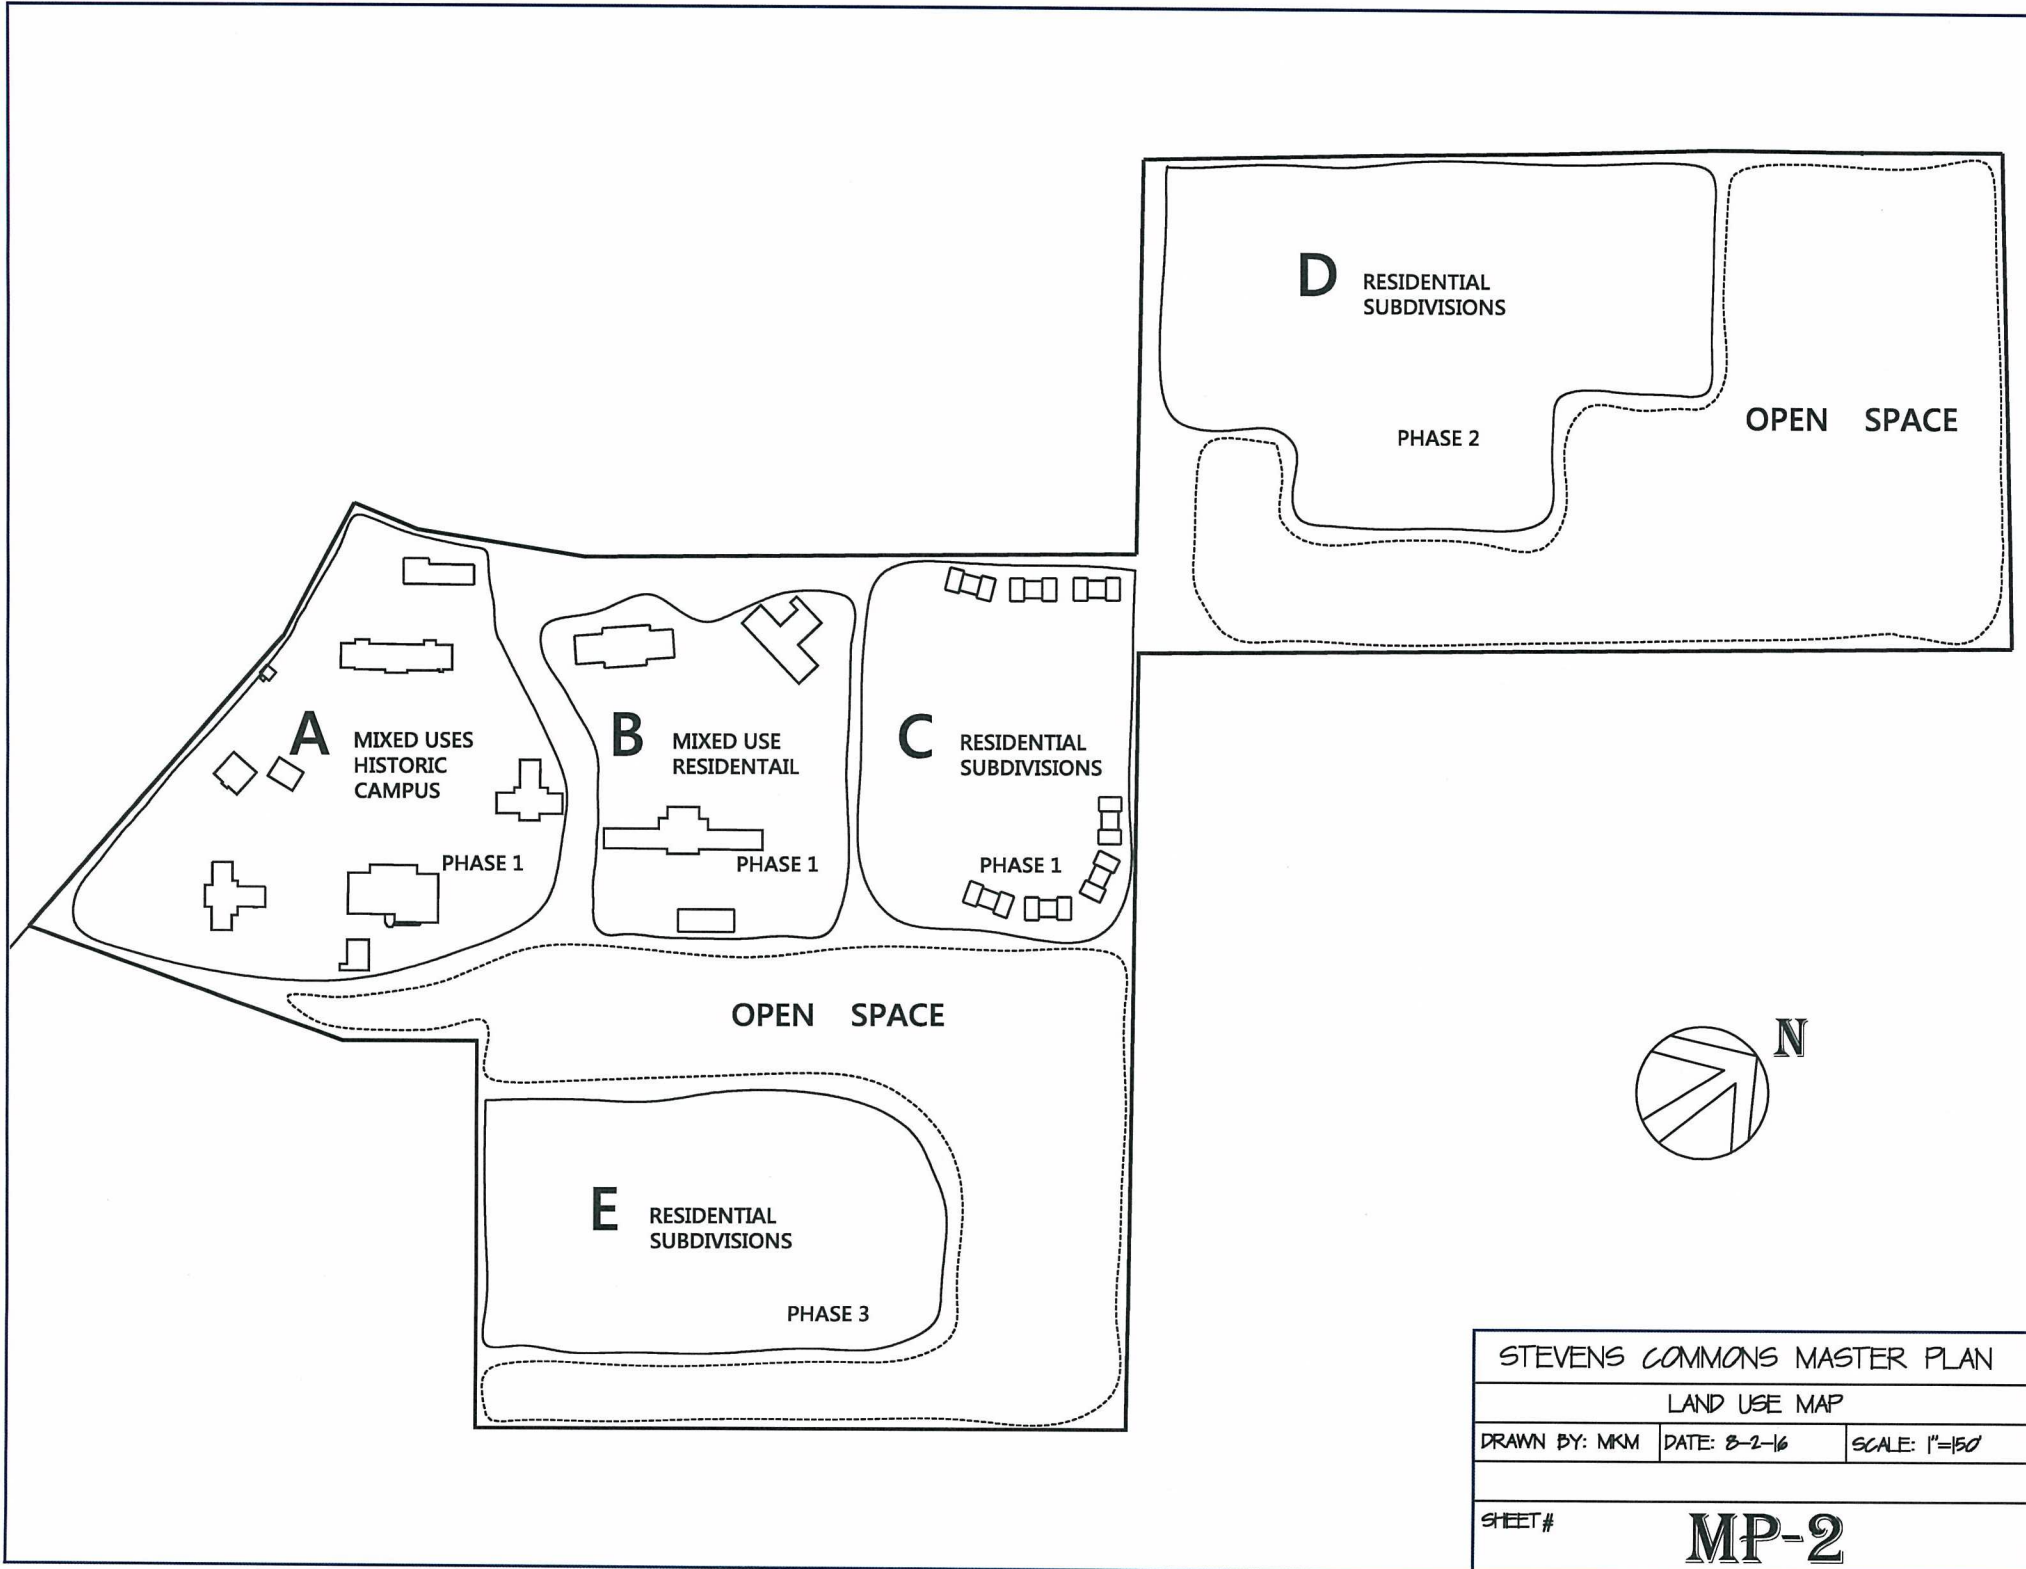 D RESIDENTIAL
SUBDIVISIONS
PHASE 2
OPEN SPACE
A MIXED USES
HISTORIC
CAMPUS
PHASE 1
B MIXED USE
RESIDENTAIL
PHASE 1
C RESIDENTIAL
SUBDIVISIONS
PHASE 1
OPEN SPACE
E RESIDENTIAL
SUBDIVISIONS
PHASE 3
N
STEVENS COMMONS MASTER PLAN
LAND USE MAP
DRAWN BY: MKM DATE: 8-2-16 SCALE: 1"=150'
SHEET# MP-2